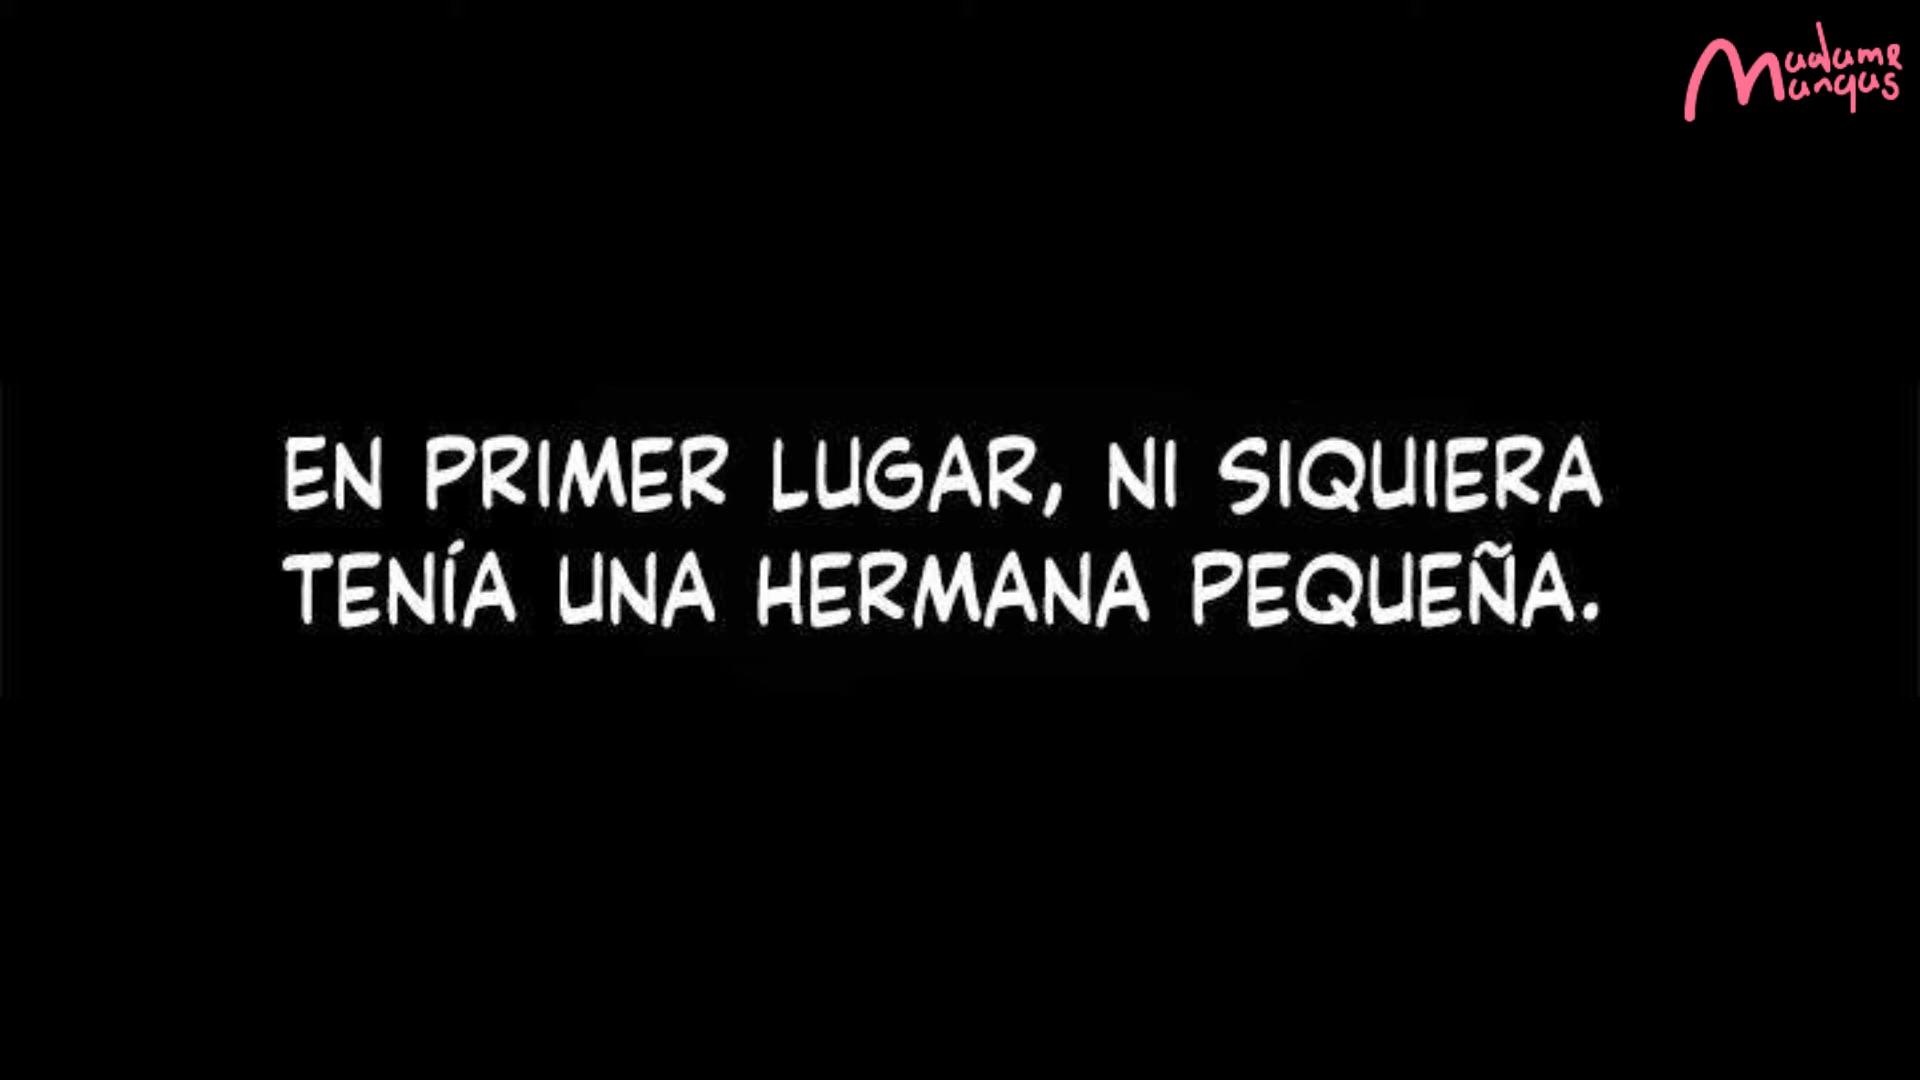 Madame
Mangas
EN PRIMER LUGAR, NI SIQUIERA
TENÍA UNA HERMANA PEQUEÑA.